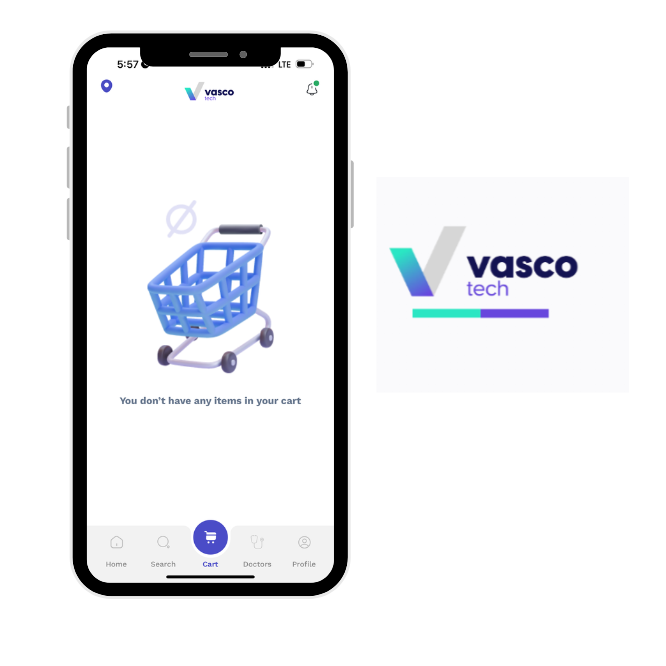 5:57
LTE
vasco
tech
You don't have any items in your cart
Home
Search
Cart
Doctors
Profile
vasco
tech